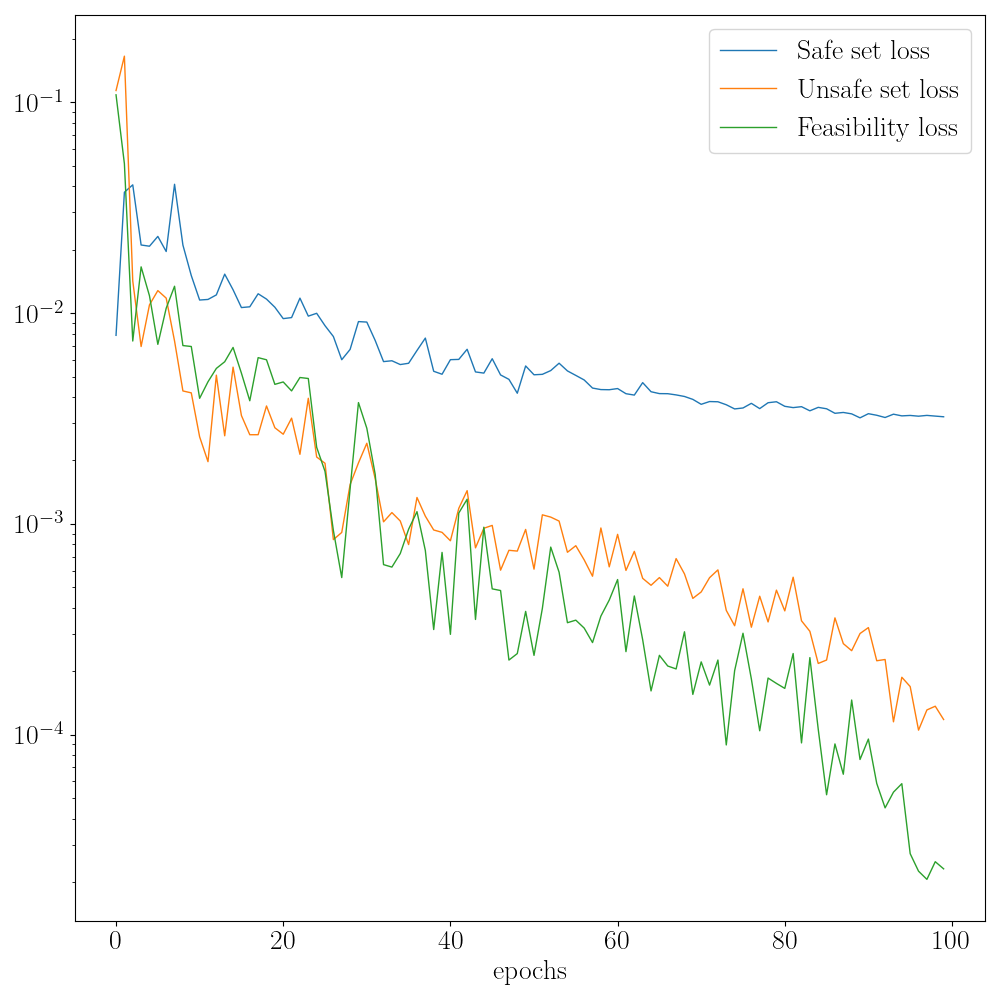 Safe set loss
Unsafe set loss
Feasibility loss
10⁻¹
10⁻²
10⁻³
10⁻⁴
0 20 40 60 80 100
epochs